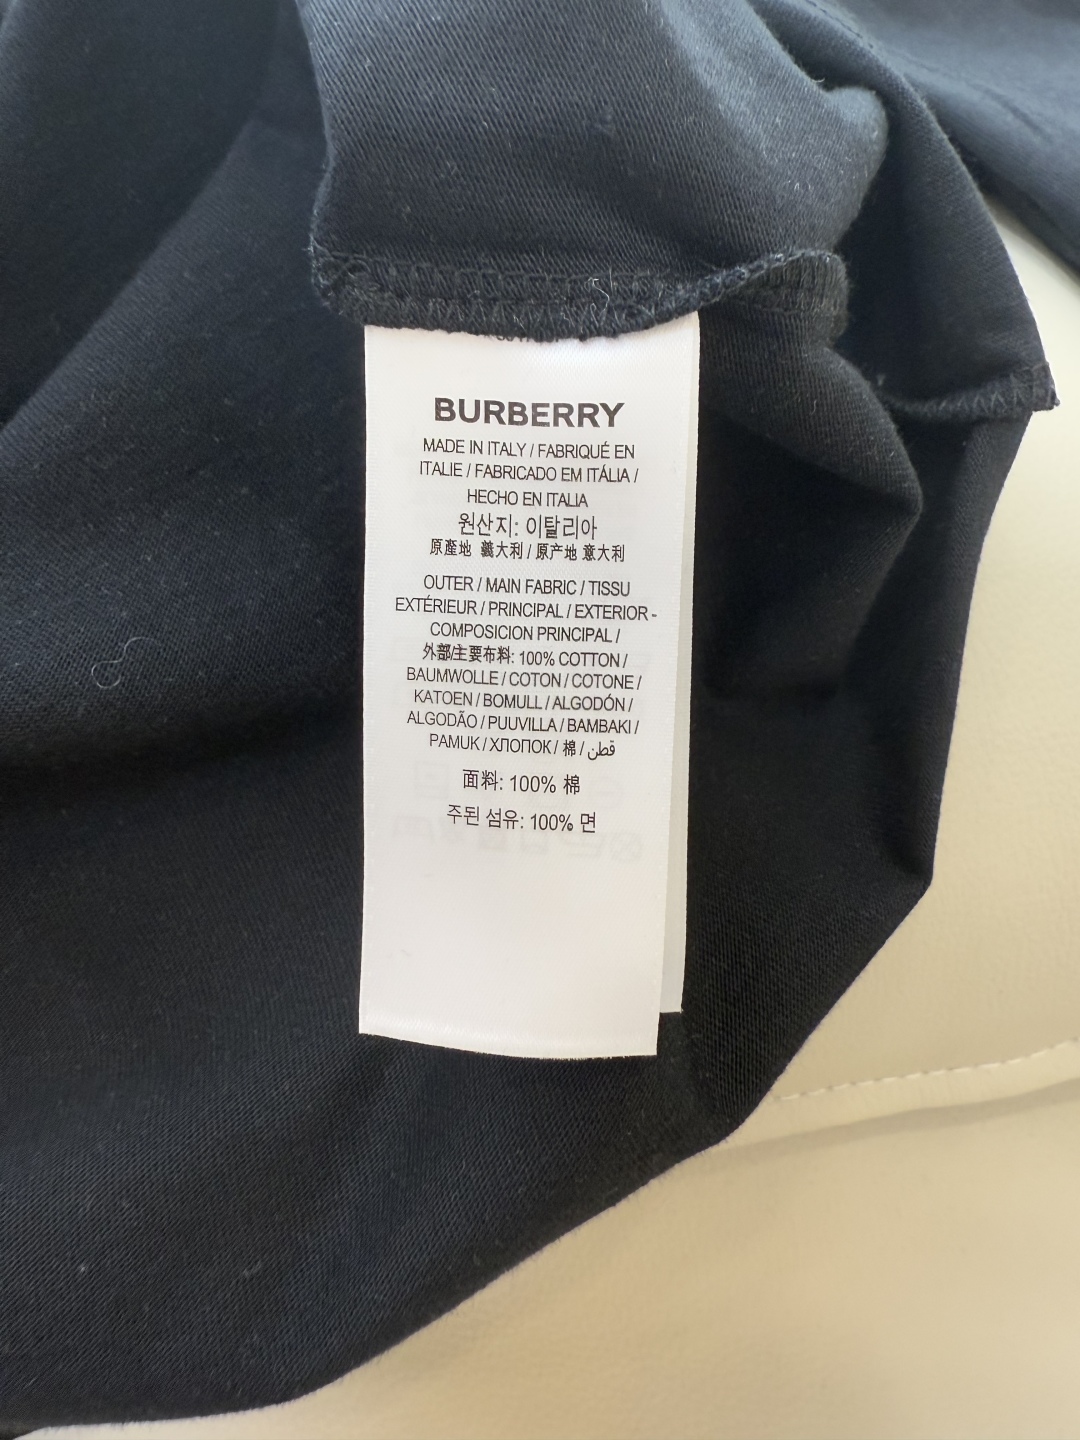 BURBERRY
MADE IN ITALY / FABRIQUÉ EN
ITALIE / FABRICADO EM ITÁLIA /
HECHO EN ITALIA
원산지: 이탈리아
原產地 義大利 / 原产地 意大利
OUTER / MAIN FABRIC / TISSU
EXTÉRIEUR / PRINCIPAL / EXTERIOR -
COMPOSICION PRINCIPAL /
外部/主要布料: 100% COTTON /
BAUMWOLLE / COTON / COTONE /
KATOEN / BOMULL / ALGODÓN /
ALGODÃO / PUUVILLA / BAMBAKI /
PAMUK / ХЛОПОК / 棉 / قطن
面料: 100% 棉
주된 섬유: 100% 면